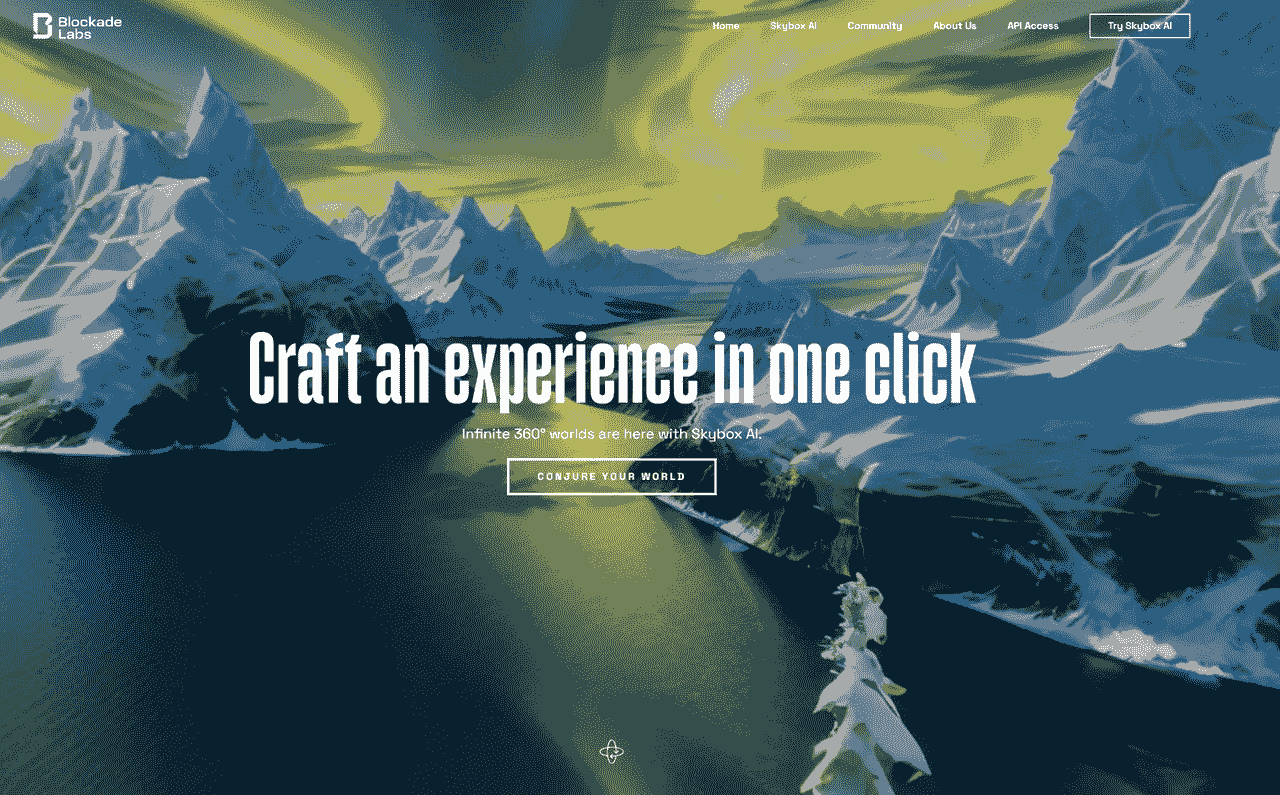 Blockade
Labs
Home
Skybox AI
Community
About Us
API Access
Try Skybox AI
Craft an experience in one click
Infinite 360° worlds are here with Skybox AI.
CONJURE YOUR WORLD